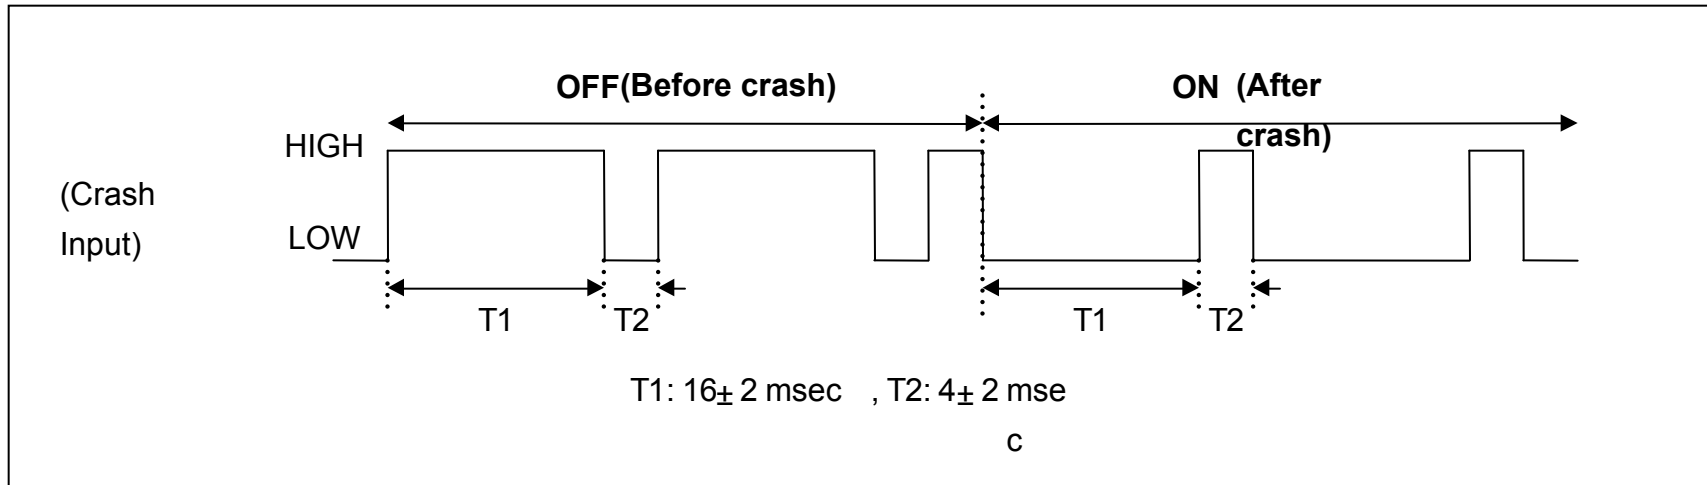 OFF(Before crash)
ON (After
crash)
HIGH
(Crash
Input)
LOW
T1
T2
T1
T2
T1: 16± 2 msec , T2: 4± 2 mse
c